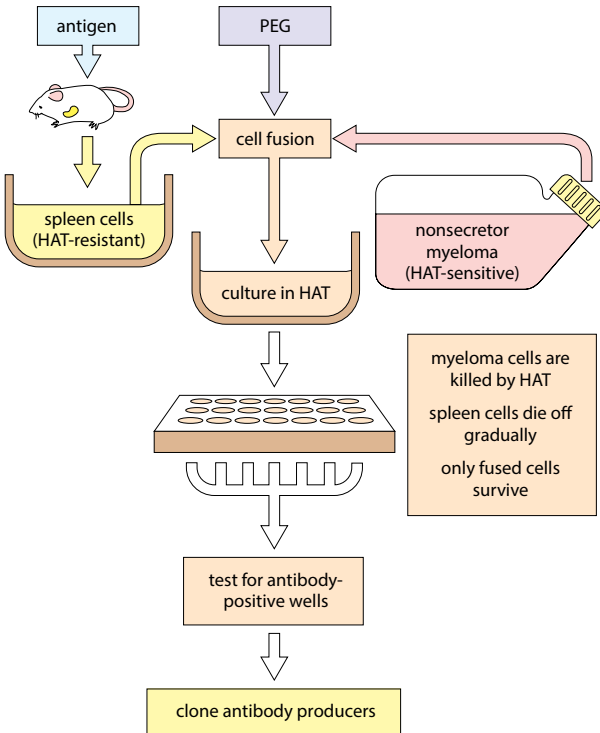 antigen
PEG
cell fusion
spleen cells
(HAT-resistant)
nonsecretor
myeloma
(HAT-sensitive)
culture in HAT
myeloma cells are
killed by HAT
spleen cells die off
gradually
only fused cells
survive
test for antibody-
positive wells
clone antibody producers